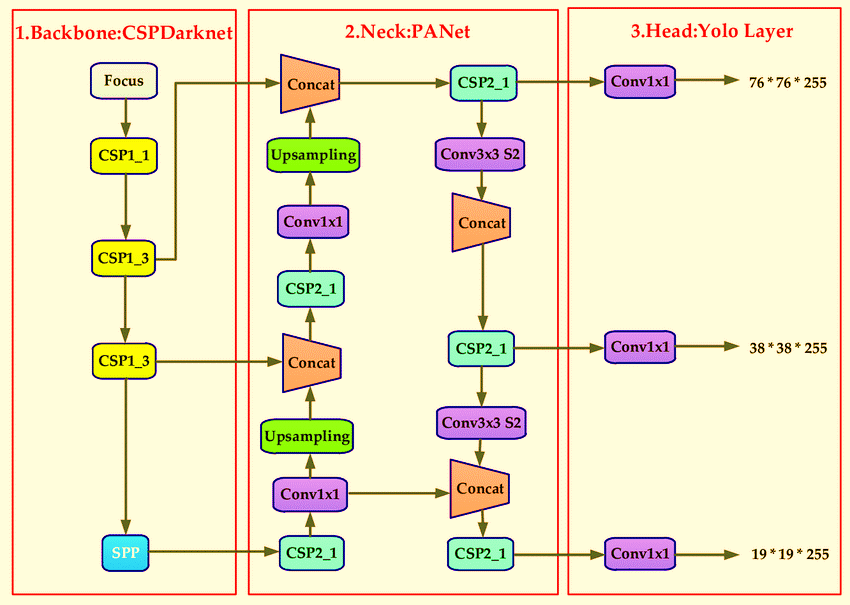 1.Backbone:CSPDarknet
Focus
CSP1_1
CSP1_3
CSP1_3
SPP
2.Neck:PANet
Concat
Upsampling
Conv1x1
CSP2_1
Concat
Upsampling
Conv1x1
CSP2_1
CSP2_1
Conv3x3 S2
Concat
CSP2_1
Conv3x3 S2
Concat
CSP2_1
3.Head:Yolo Layer
Conv1x1
76*76*255
Conv1x1
38*38*255
Conv1x1
19*19*255